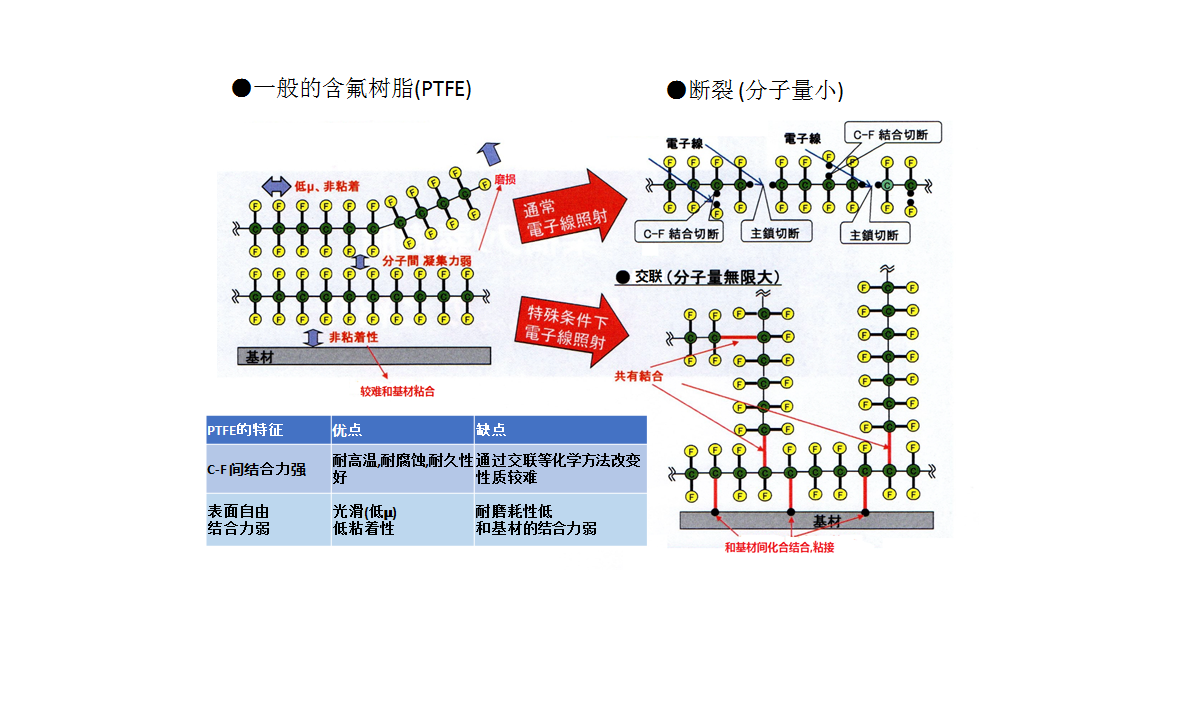 ●一般的含氟树脂(PTFE)
低μ、非粘着
磨损
分子間 凝集力弱
非粘着性
基材
较难和基材粘合
通常
電子線照射
特殊条件下
電子線照射
●断裂 (分子量小)
電子線
電子線
C-F 結合切断
C-F 結合切断
主鎖切断
主鎖切断
● 交联 (分子量無限大)
共有結合
基材
和基材间化合结合,粘接
PTFE的特征 优点 缺点
C-F间结合力强 耐高温,耐腐蚀,耐久性好 通过交联等化学方法改变性质较难
表面自由
结合力弱
光滑(低μ)
低粘着性
耐磨耗性低
和基材的结合力弱